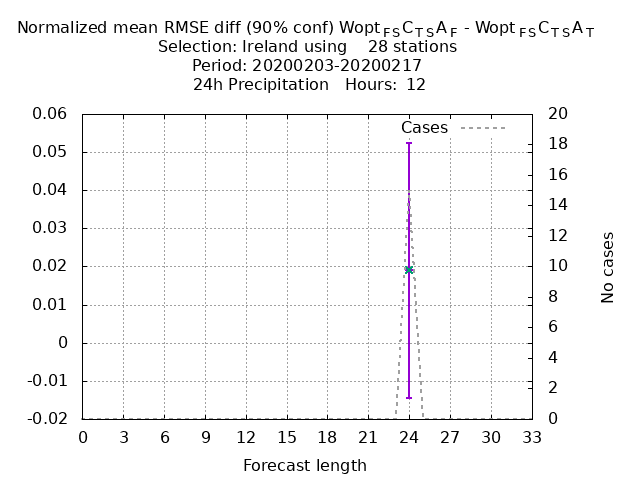 Normalized mean RMSE diff (90% conf) Wopt FS C T S A F - Wopt FS C T S A T
Selection: Ireland using    28 stations
Period: 20200203-20200217
24h Precipitation   Hours:  12
Cases
0.06
0.05
0.04
0.03
0.02
0.01
0
-0.01
-0.02
20
18
16
14
12
10
8
6
4
2
0
No cases
0 3 6 9 12 15 18 21 24 27 30 33
Forecast length